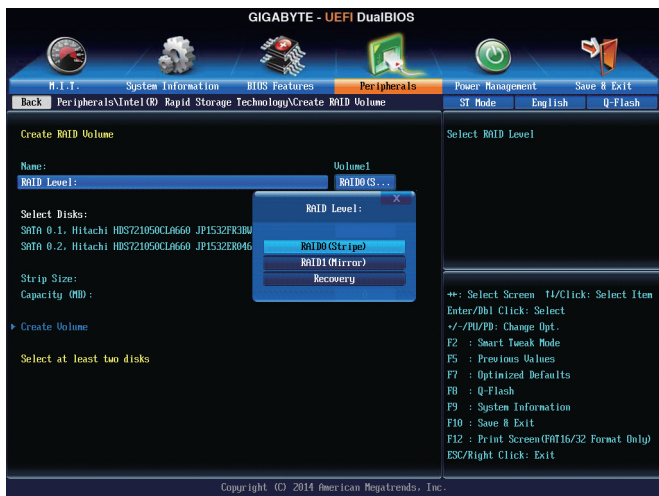 GIGABYTE - UEFI DualBIOS
M.I.T. System Information BIOS Features Peripherals Power Management Save & Exit
Back Peripherals\Intel(R) Rapid Storage Technology\Create RAID Volume ST Mode English Q-Flash
Create RAID Volume
Name: Volume1
RAID Level: RAID0(S...
Select Disks:
SATA 0.1, Hitachi HDS721050CLA660 JP1532FR3BW
SATA 0.2, Hitachi HDS721050CLA660 JP1532ER046
Strip Size:
Capacity (MB):
Create Volume
Select at least two disks
RAID Level:
X
RAID0(Stripe)
RAID1(Mirror)
Recovery
Select RAID Level
→←: Select Screen ↑↓/Click: Select Item
Enter/Dbl Click: Select
+/-/PU/PD: Change Opt.
F2 : Smart Tweak Mode
F5 : Previous Values
F7 : Optimized Defaults
F8 : Q-Flash
F9 : System Information
F10 : Save & Exit
F12 : Print Screen(FAT16/32 Format Only)
ESC/Right Click: Exit
Copyright (C) 2014 American Megatrends, Inc.